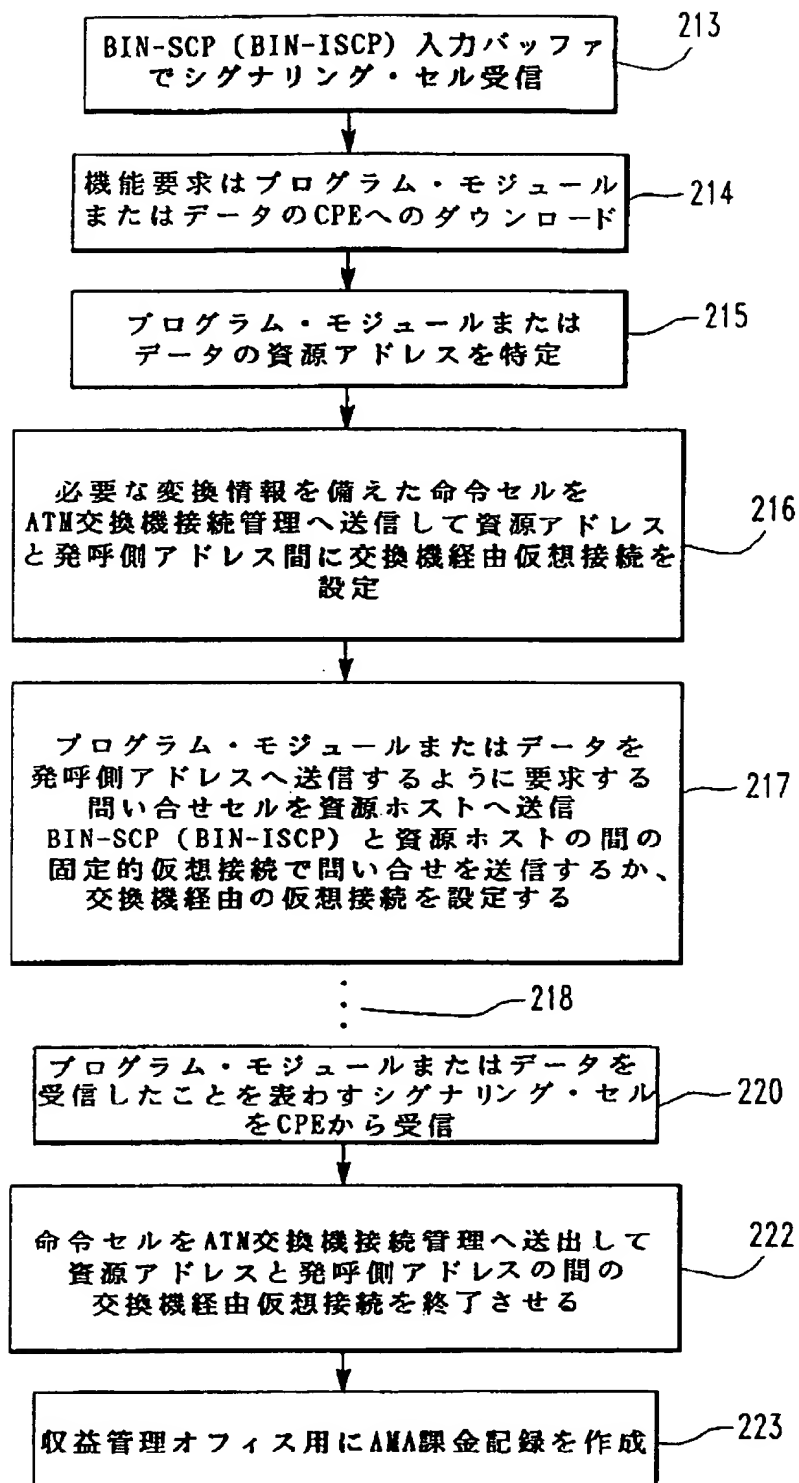 BIN-SCP (BIN-ISCP) 入力バッファ
でシグナリング・セル受信
213
機能要求はプログラム・モジュール
またはデータのCPEへのダウンロード
214
プログラム・モジュールまたは
データの資源アドレスを特定
215
必要な変換情報を備えた命令セルを
ATM交換機接続管理へ送信して資源アドレス
と発呼側アドレス間に交換機経由仮想接続を
設定
216
プログラム・モジュールまたはデータを
発呼側アドレスへ送信するように要求する
問い合せセルを資源ホストへ送信
BIN-SCP (BIN-ISCP) と資源ホストの間の
固定的仮想接続で問い合せを送信するか、
交換機経由の仮想接続を設定する
217
218
プログラム・モジュールまたはデータを
受信したことを表わすシグナリング・セル
をCPEから受信
220
命令セルをATM交換機接続管理へ送出して
資源アドレスと発呼側アドレスの間の
交換機経由仮想接続を終了させる
222
収益管理オフィス用にAMA課金記録を作成
223